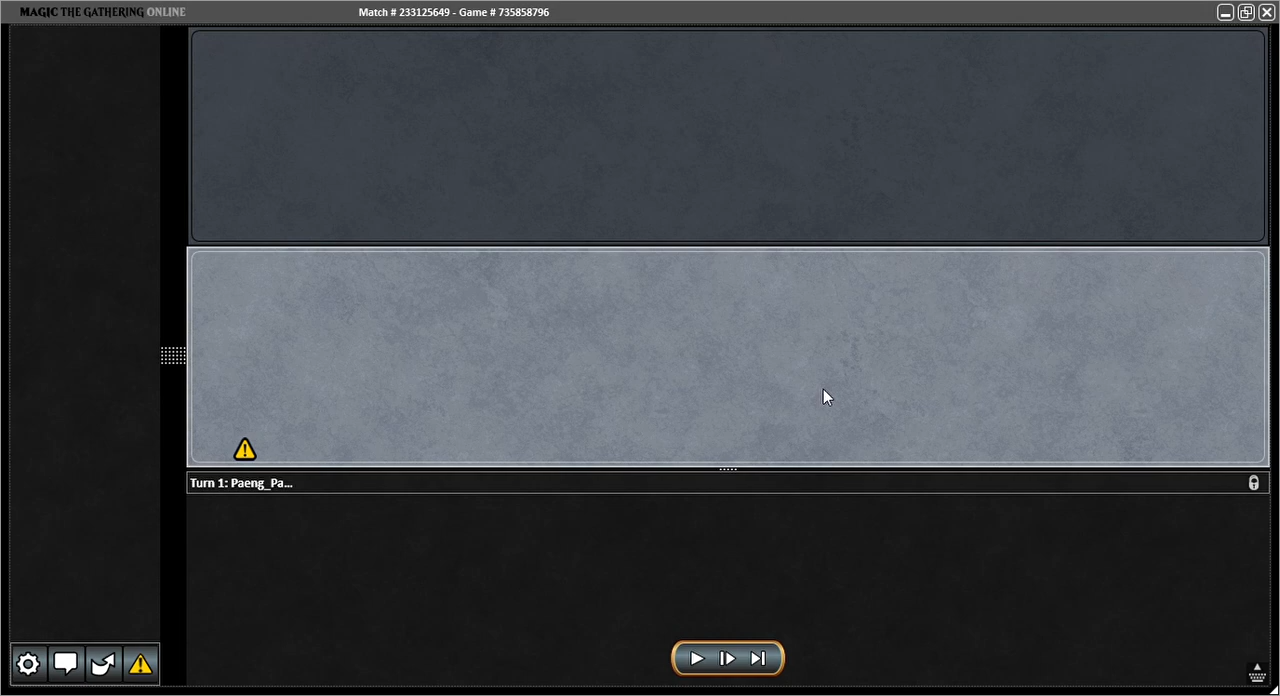 MAGIC THE GATHERING ONLINE
Match # 233125649 - Game # 735858796
Turn 1: Paeng_Pa...